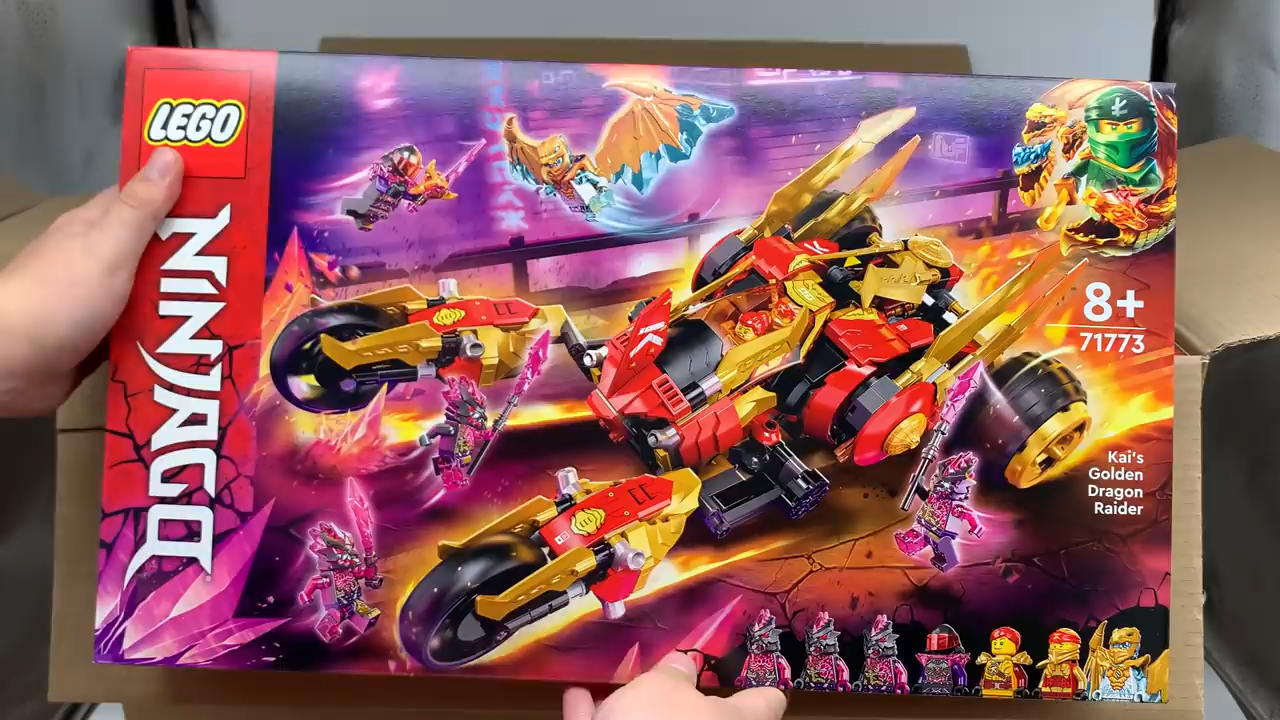 LEGO
NINJAGO
8+
71773
Kai's
Golden
Dragon
Raider